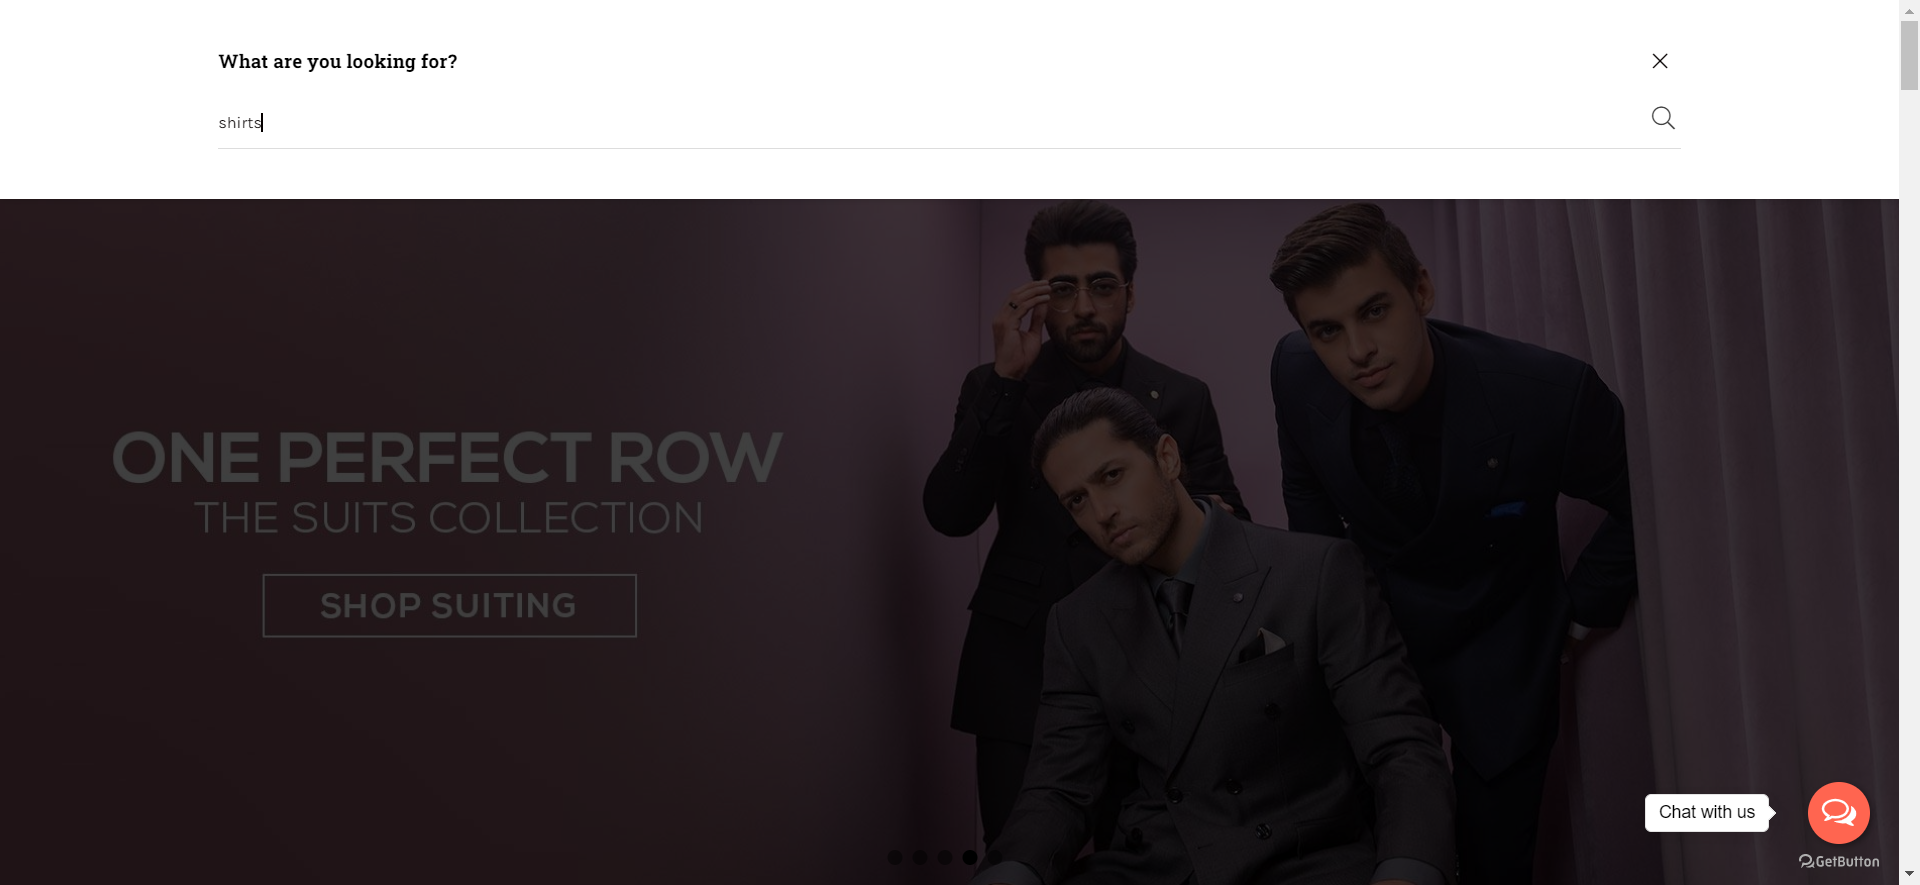 What are you looking for?
shirts
ONE PERFECT ROW
THE SUITS COLLECTION
SHOP SUITING
Chat with us
GetButton